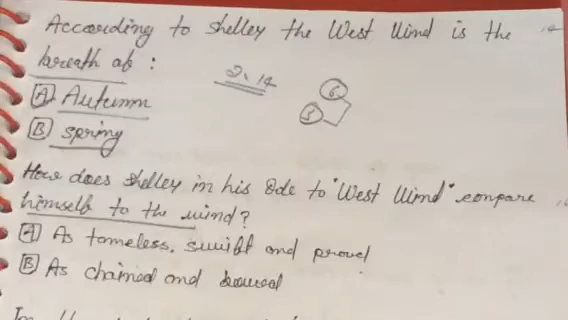 According to Shelley the West Wind is the
breath of :
2.14
A Autumn
B spring
How does Shelley in his Ode to "West Wind" compare
himself to the wind?
A As tameless, swift and proud
B As chained and bowed